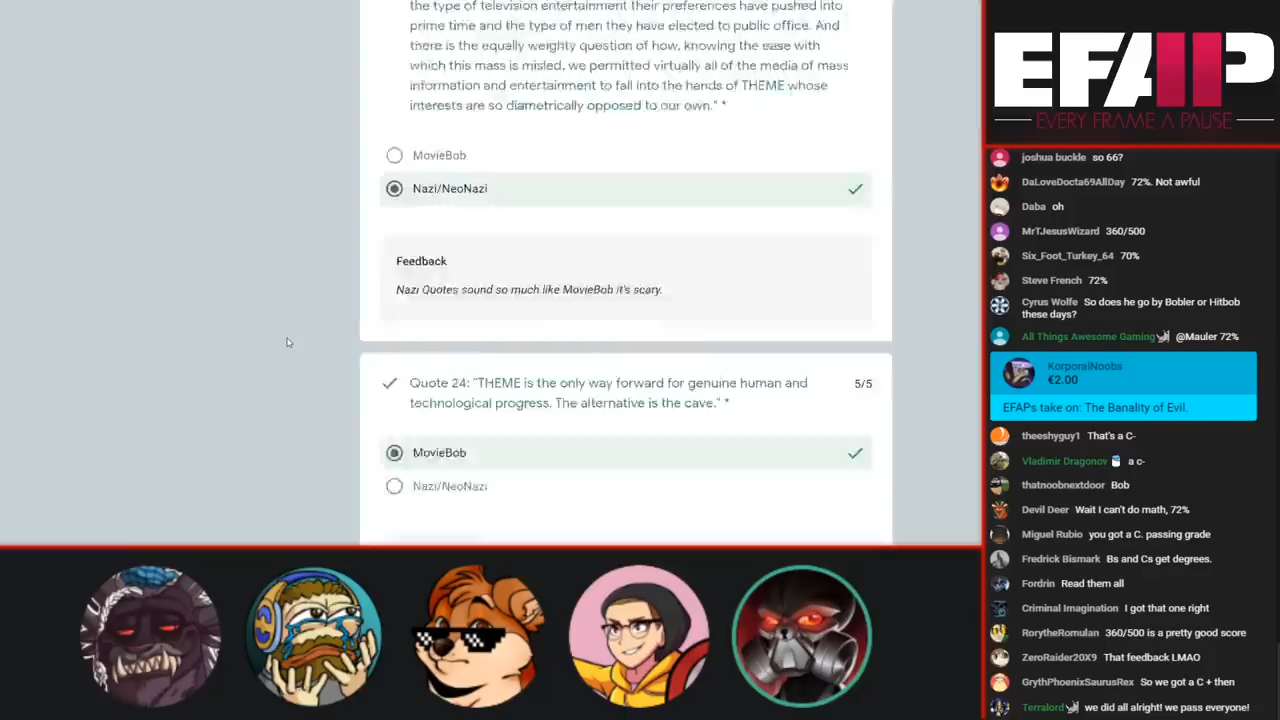 the type of television entertainment their preferences have pushed into
prime time and the type of men they have elected to public office. And
there is the equally weighty question of how, knowing the ease with
which this mass is misled, we permitted virtually all of the media of mass
information and entertainment to fall into the hands of THEME whose
interests are so diametrically opposed to our own." *
MovieBob
Nazi/NeoNazi
Feedback
Nazi Quotes sound so much like MovieBob it's scary.
Quote 24: "THEME is the only way forward for genuine human and
technological progress. The alternative is the cave." *
5/5
MovieBob
Nazi/NeoNazi
EFAP
EVERY FRAME A PAUSE
joshua buckle so 66?
DaLoveDocta69AllDay 72%. Not awful
Daba oh
MrTJesusWizard 360/500
Six_Foot_Turkey_64 70%
Steve French 72%
Cyrus Wolfe So does he go by Bobler or Hitbob
these days?
All Things Awesome Gaming @Mauler 72%
KorporalNoobs
€2.00
EFAPs take on: The Banality of Evil.
theeshyguy1 That's a C-
Vladimir Dragonov a c-
thatnoobnextdoor Bob
Devil Deer Wait I can't do math, 72%
Miguel Rubio you got a C. passing grade
Fredrick Bismark Bs and Cs get degrees.
Fordrin Read them all
Criminal Imagination I got that one right
RorytheRomulan 360/500 is a pretty good score
ZeroRaider20X9 That feedback LMAO
GrythPhoenixSaurusRex So we got a C + then
Terralord we did all alright! we pass everyone!